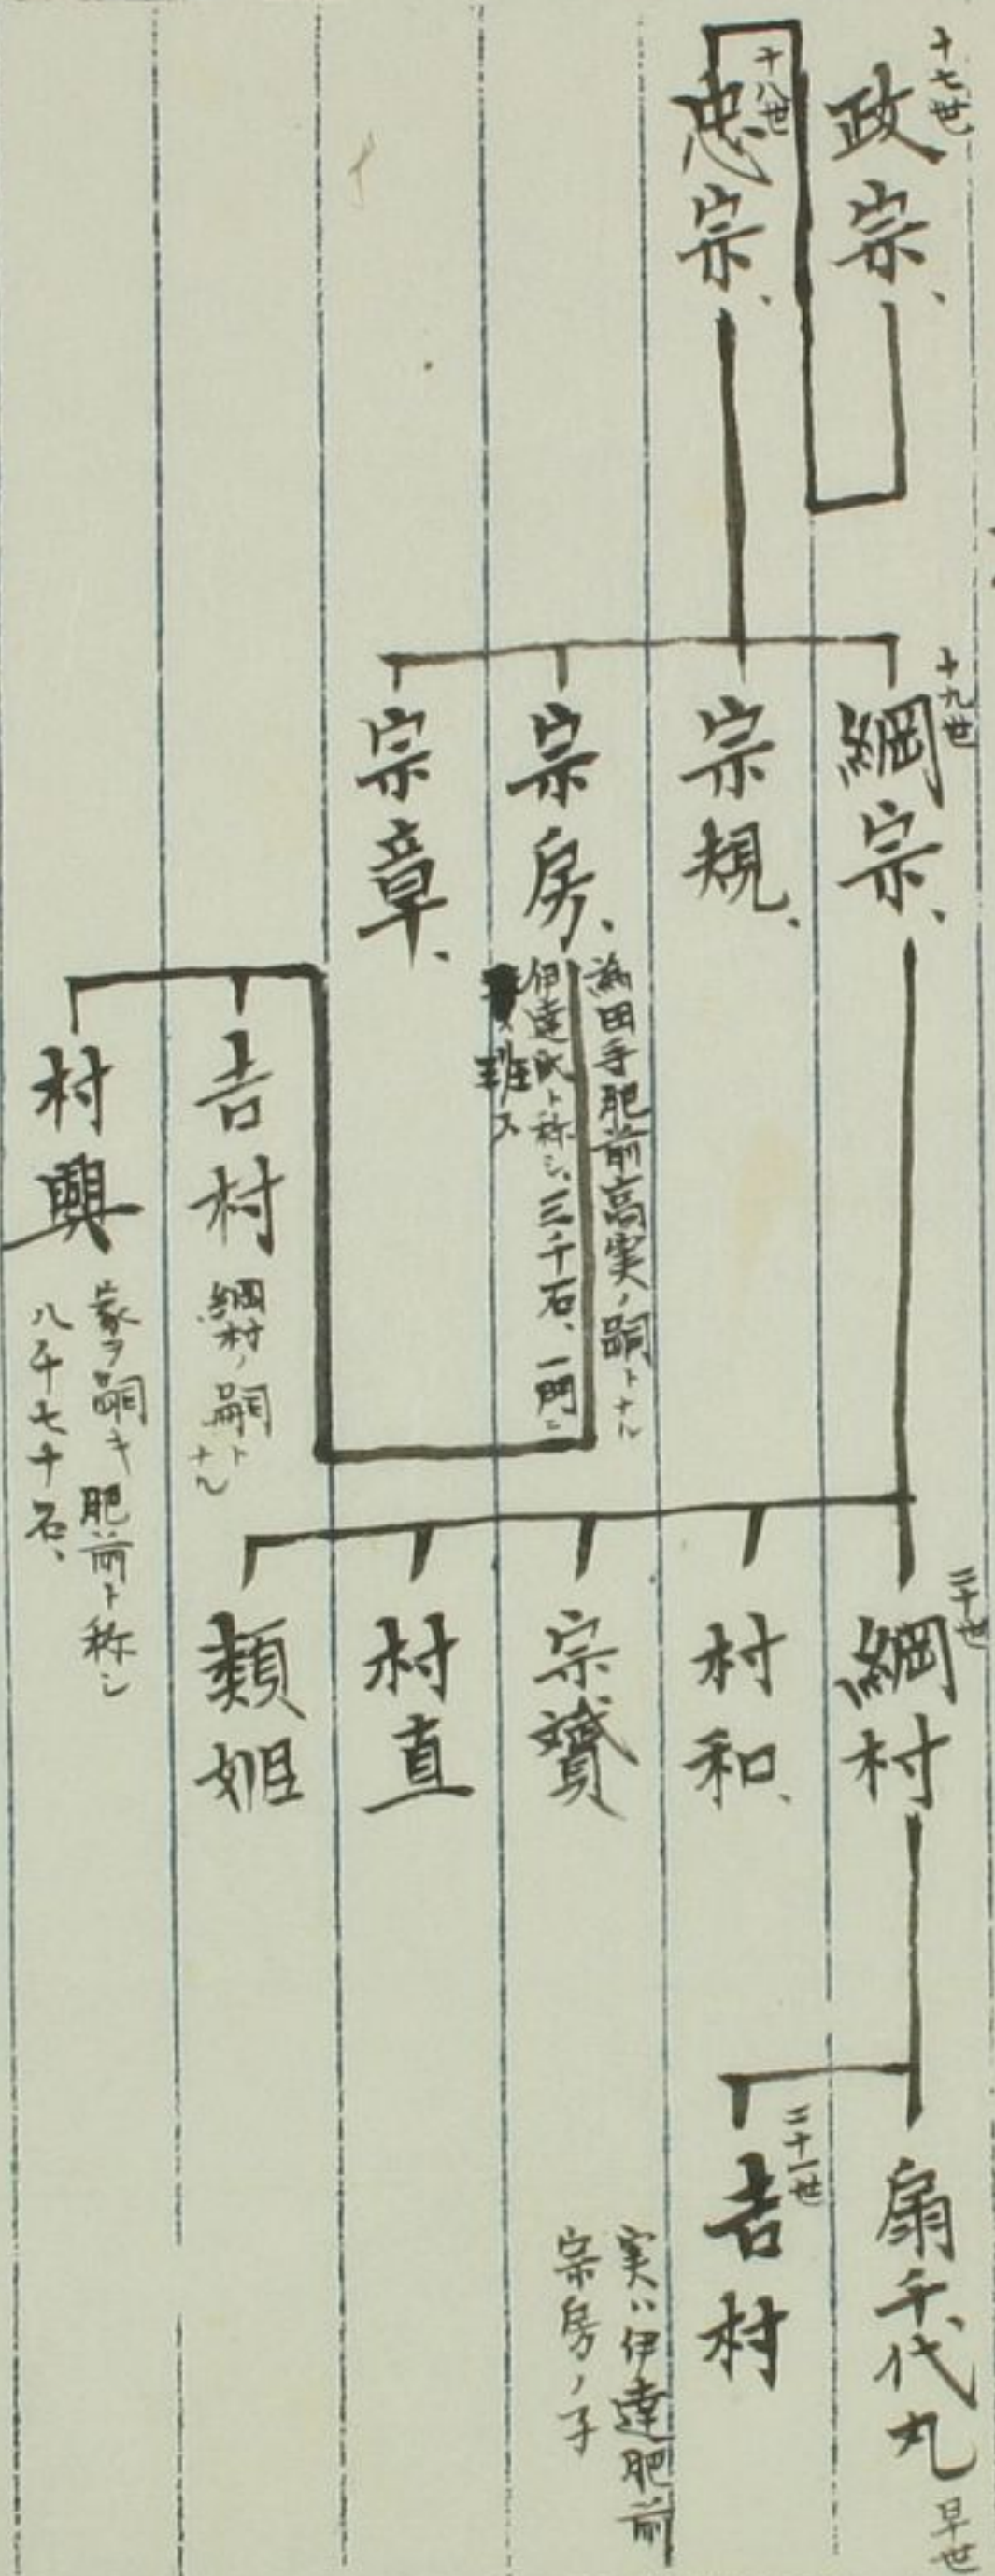 十七世
政宗、
十八世
忠宗、
十九世
綱宗、
宗規、
宗房、
為田手肥前高実ノ嗣トナル
伊達氏ト称シ、三千石、一門ニ
班ス
宗章、
吉村
綱村ノ嗣トナル
村興
家ヲ嗣キ肥前ト称シ
八千七十石、
二十世
綱村
村和、
宗贇
村直
類姐
扇千代丸
早世
二十一世
吉村
実ハ伊達肥前
宗房ノ子